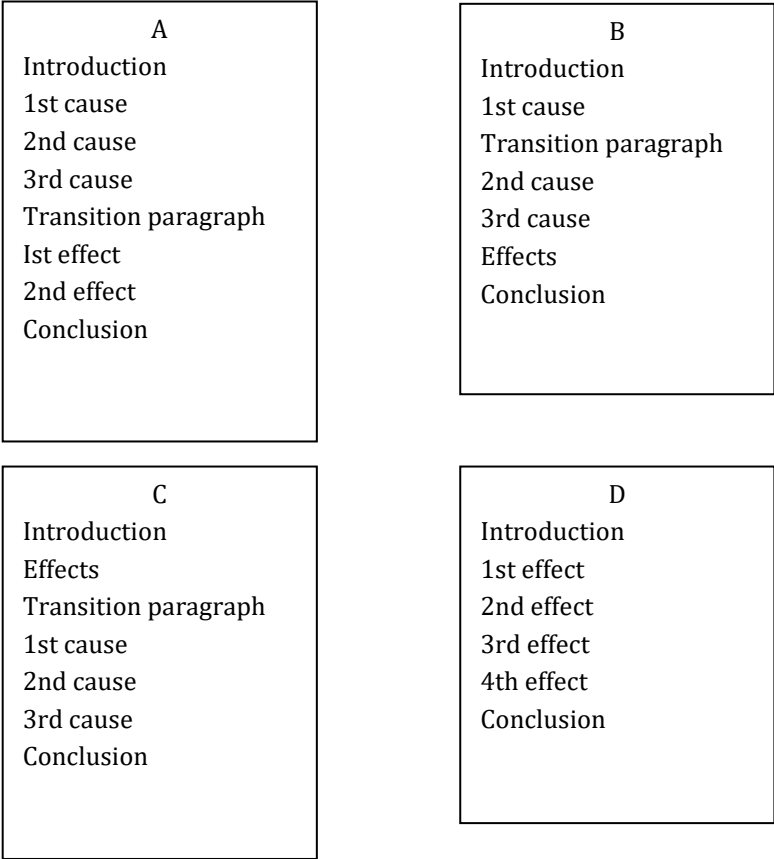 A
Introduction
1st cause
2nd cause
3rd cause
Transition paragraph
Ist effect
2nd effect
Conclusion
B
Introduction
1st cause
Transition paragraph
2nd cause
3rd cause
Effects
Conclusion
C
Introduction
Effects
Transition paragraph
1st cause
2nd cause
3rd cause
Conclusion
D
Introduction
1st effect
2nd effect
3rd effect
4th effect
Conclusion